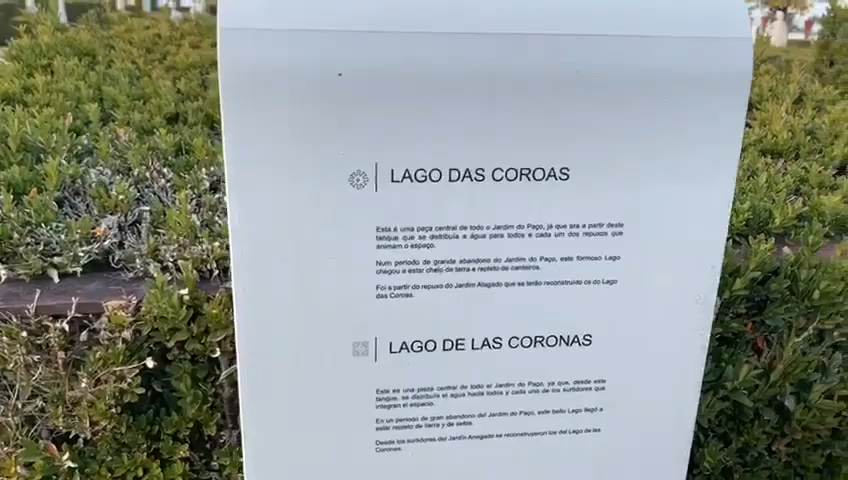 LAGO DAS COROAS
Esta é uma peça central de todo o Jardim do Paço, já que era a partir deste
tanque que se distribuía a água para todos e cada um dos repuxos que
animam o espaço.
Num período de grande abandono do Jardim do Paço, este formoso Lago
chegou a estar cheio de terra e repleto de canteiros.
Foi a partir do repuxo do Jardim Alagado que se terão reconstruído os do Lago
das Coroas.
LAGO DE LAS CORONAS
Este es una pieza central de todo el Jardim do Paço, ya que, desde este
tanque, se distribuía el agua hacia todos y cada uno de los surtidores que
integran el espacio.
En un período de gran abandono del Jardim do Paço, este bello Lago llegó a
estar repleto de tierra y de setos.
Desde los surtidores del Jardín Anegado se reconstruyeron los del Lago de las
Coronas.